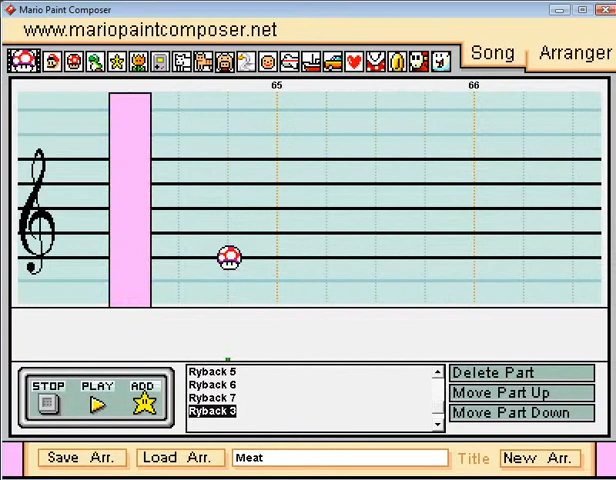 Mario Paint Composer
www.mariopaintcomposer.net
Song Arranger
65 66
STOP PLAY ADD
Ryback 5
Ryback 6
Ryback 7
Ryback 3
Delete Part
Move Part Up
Move Part Down
Save Arr. Load Arr. Meat Title New Arr.